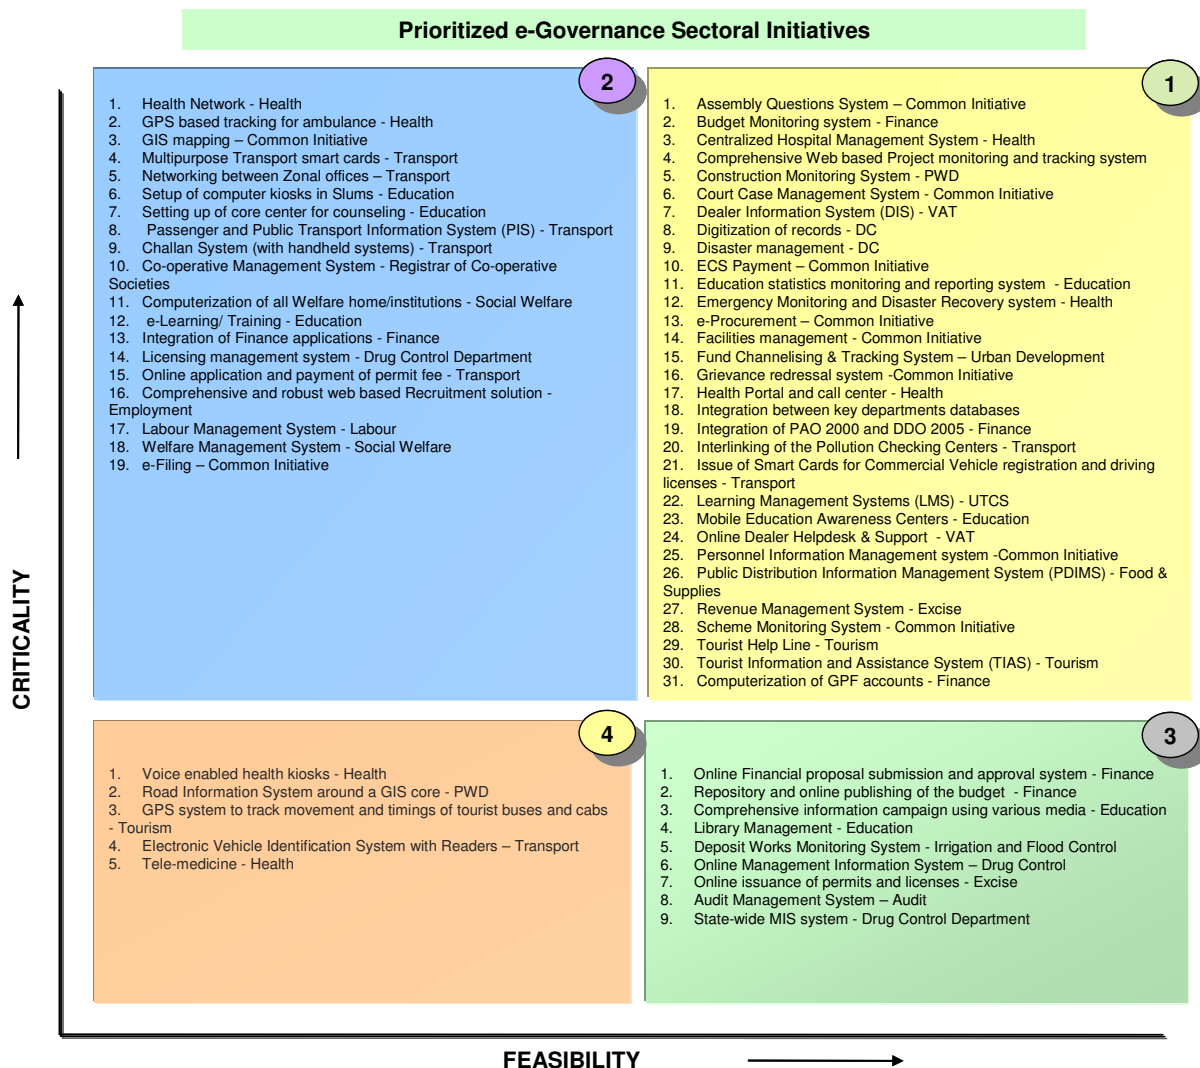 Prioritized e-Governance Sectoral Initiatives
2
1. Health Network - Health
2. GPS based tracking for ambulance - Health
3. GIS mapping – Common Initiative
4. Multipurpose Transport smart cards - Transport
5. Networking between Zonal offices – Transport
6. Setup of computer kiosks in Slums - Education
7. Setting up of core center for counseling - Education
8. Passenger and Public Transport Information System (PIS) - Transport
9. Challan System (with handheld systems) - Transport
10. Co-operative Management System - Registrar of Co-operative
Societies
11. Computerization of all Welfare home/institutions - Social Welfare
12. e-Learning/ Training - Education
13. Integration of Finance applications - Finance
14. Licensing management system - Drug Control Department
15. Online application and payment of permit fee - Transport
16. Comprehensive and robust web based Recruitment solution -
Employment
17. Labour Management System - Labour
18. Welfare Management System - Social Welfare
19. e-Filing – Common Initiative
1
1. Assembly Questions System – Common Initiative
2. Budget Monitoring system - Finance
3. Centralized Hospital Management System - Health
4. Comprehensive Web based Project monitoring and tracking system
5. Construction Monitoring System - PWD
6. Court Case Management System - Common Initiative
7. Dealer Information System (DIS) - VAT
8. Digitization of records - DC
9. Disaster management - DC
10. ECS Payment – Common Initiative
11. Education statistics monitoring and reporting system - Education
12. Emergency Monitoring and Disaster Recovery system - Health
13. e-Procurement – Common Initiative
14. Facilities management - Common Initiative
15. Fund Channelising & Tracking System – Urban Development
16. Grievance redressal system -Common Initiative
17. Health Portal and call center - Health
18. Integration between key departments databases
19. Integration of PAO 2000 and DDO 2005 - Finance
20. Interlinking of the Pollution Checking Centers - Transport
21. Issue of Smart Cards for Commercial Vehicle registration and driving
licenses - Transport
22. Learning Management Systems (LMS) - UTCS
23. Mobile Education Awareness Centers - Education
24. Online Dealer Helpdesk & Support - VAT
25. Personnel Information Management system -Common Initiative
26. Public Distribution Information Management System (PDIMS) - Food &
Supplies
27. Revenue Management System - Excise
28. Scheme Monitoring System - Common Initiative
29. Tourist Help Line - Tourism
30. Tourist Information and Assistance System (TIAS) - Tourism
31. Computerization of GPF accounts - Finance
CRITICALITY
4
1. Voice enabled health kiosks - Health
2. Road Information System around a GIS core - PWD
3. GPS system to track movement and timings of tourist buses and cabs
- Tourism
4. Electronic Vehicle Identification System with Readers – Transport
5. Tele-medicine - Health
3
1. Online Financial proposal submission and approval system - Finance
2. Repository and online publishing of the budget - Finance
3. Comprehensive information campaign using various media - Education
4. Library Management - Education
5. Deposit Works Monitoring System - Irrigation and Flood Control
6. Online Management Information System – Drug Control
7. Online issuance of permits and licenses - Excise
8. Audit Management System – Audit
9. State-wide MIS system - Drug Control Department
FEASIBILITY